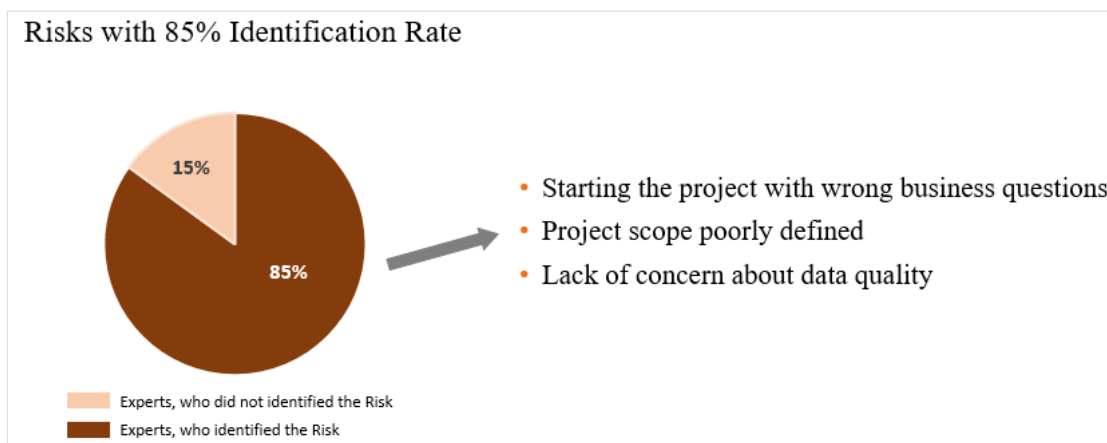 Risks with 85% Identification Rate
15%
85%
• Starting the project with wrong business questions
• Project scope poorly defined
• Lack of concern about data quality
Experts, who did not identified the Risk
Experts, who identified the Risk